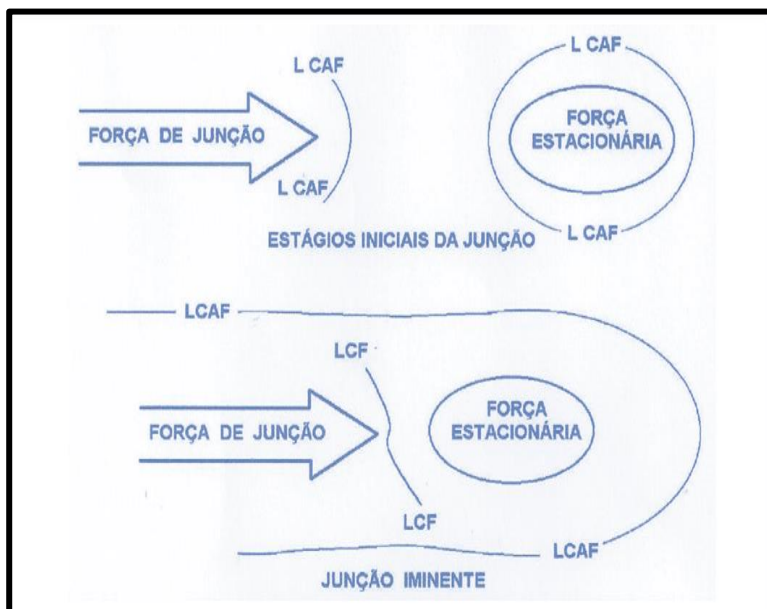 L CAF
L CAF
FORÇA DE JUNÇÃO
FORÇA
ESTACIONÁRIA
L CAF
L CAF
ESTÁGIOS INICIAIS DA JUNÇÃO
LCAF
LCF
FORÇA DE JUNÇÃO
FORÇA
ESTACIONÁRIA
LCF
LCAF
JUNÇÃO IMINENTE